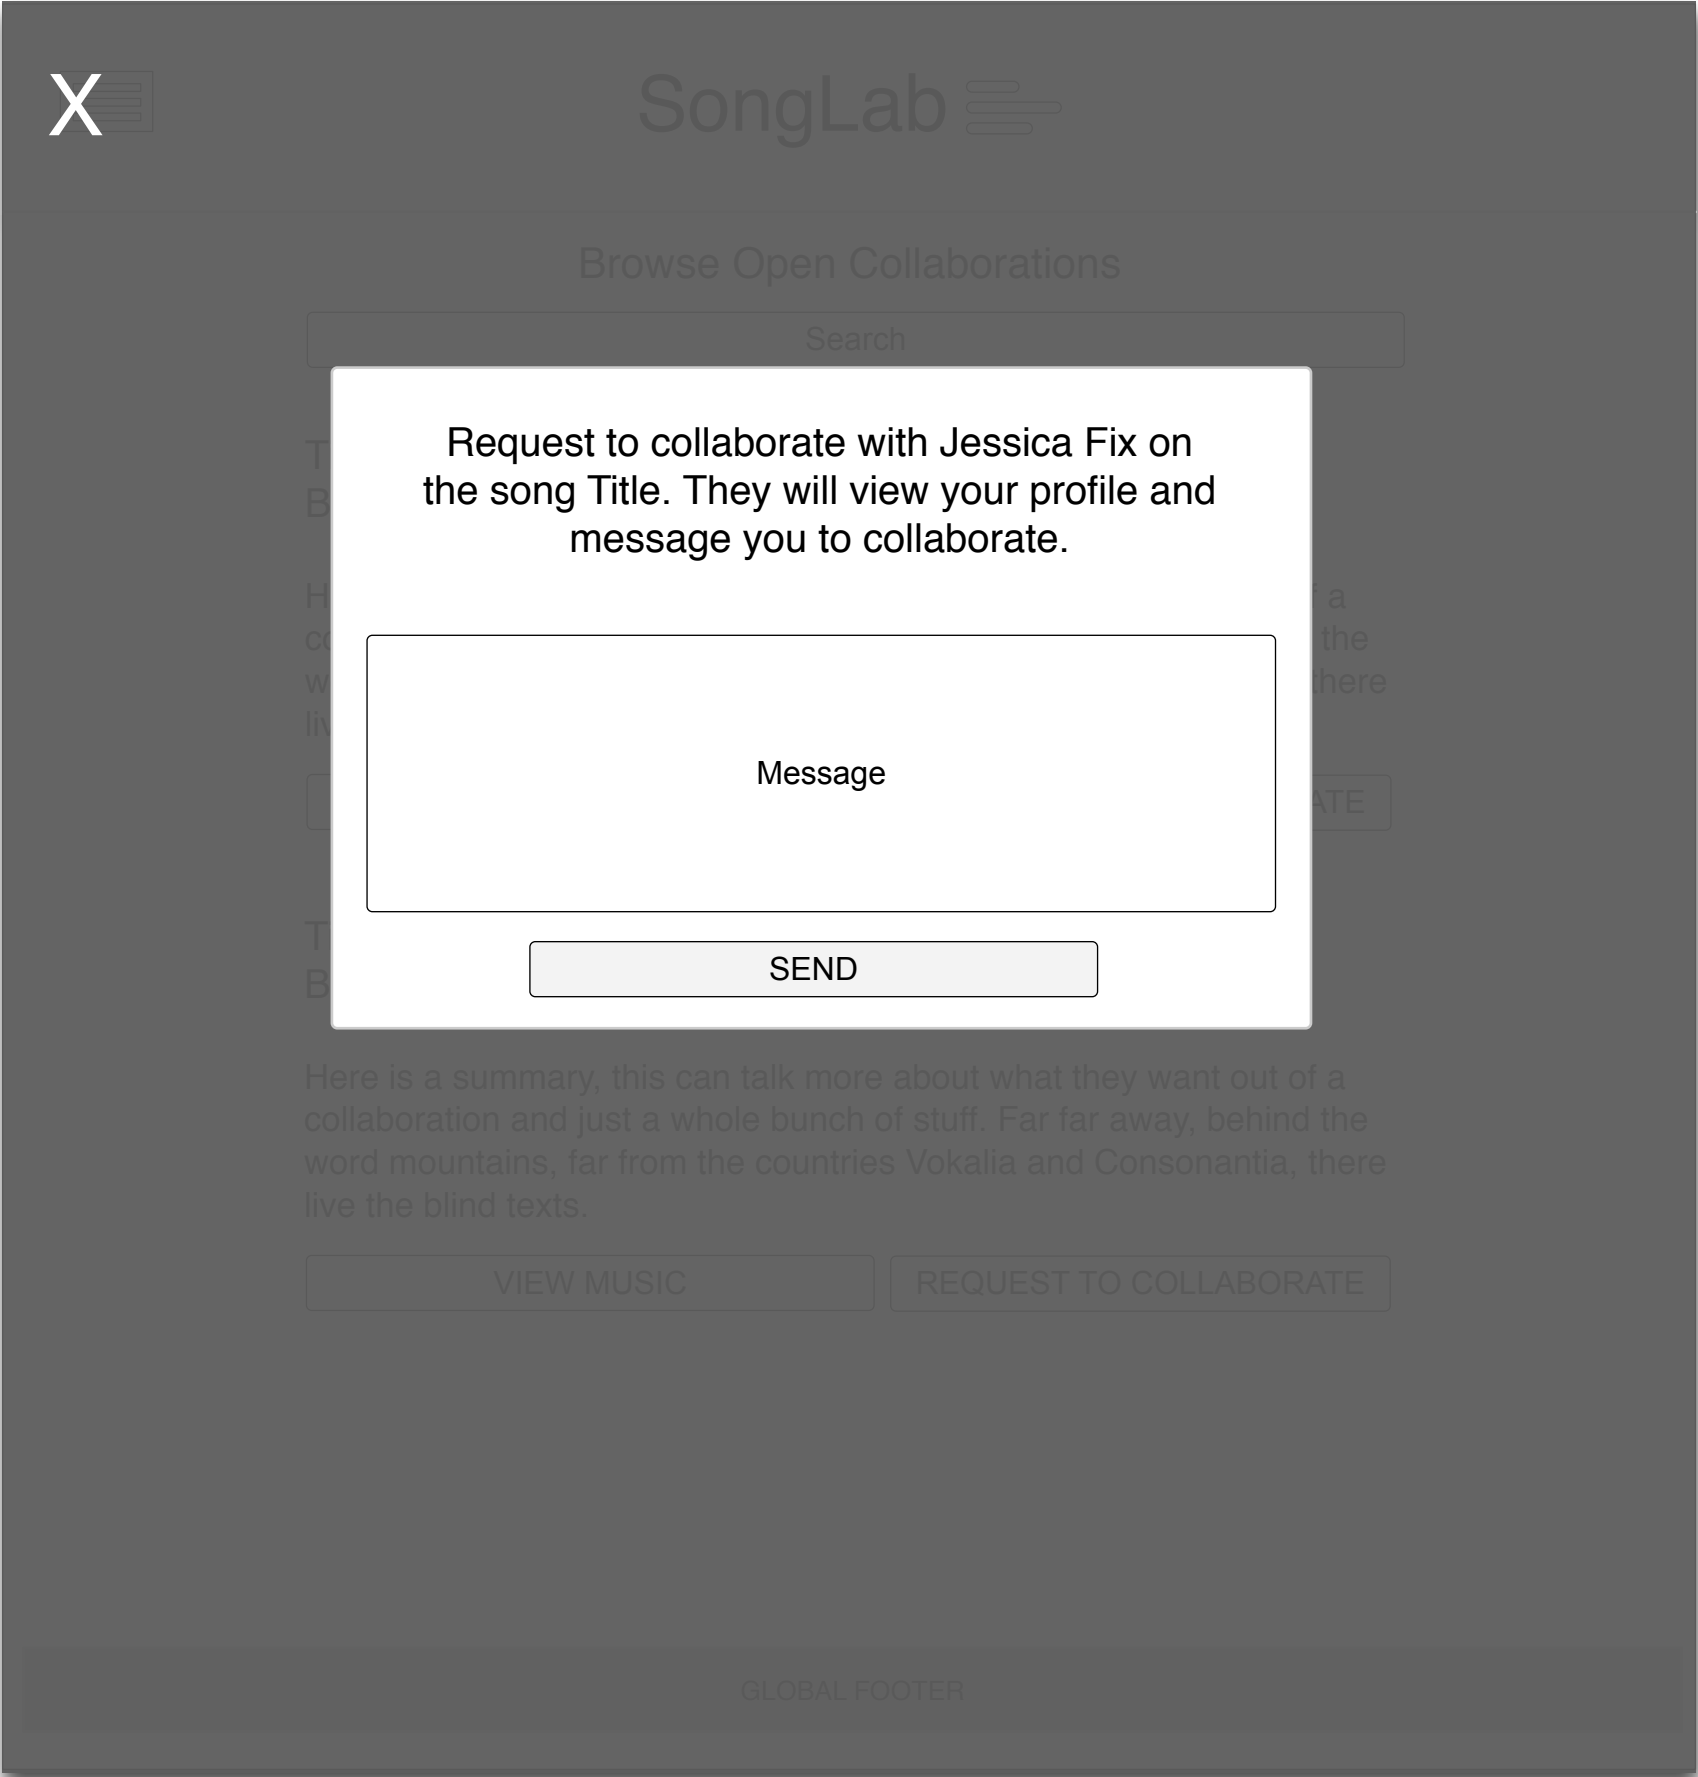 X
SongLab
Browse Open Collaborations
Search
Request to collaborate with Jessica Fix on
the song Title. They will view your profile and
message you to collaborate.
a
the
there
Message
SEND
Here is a summary, this can talk more about what they want out of a
collaboration and just a whole bunch of stuff. Far far away, behind the
word mountains, far from the countries Vokalia and Consonantia, there
live the blind texts.
VIEW MUSIC
REQUEST TO COLLABORATE
GLOBAL FOOTER